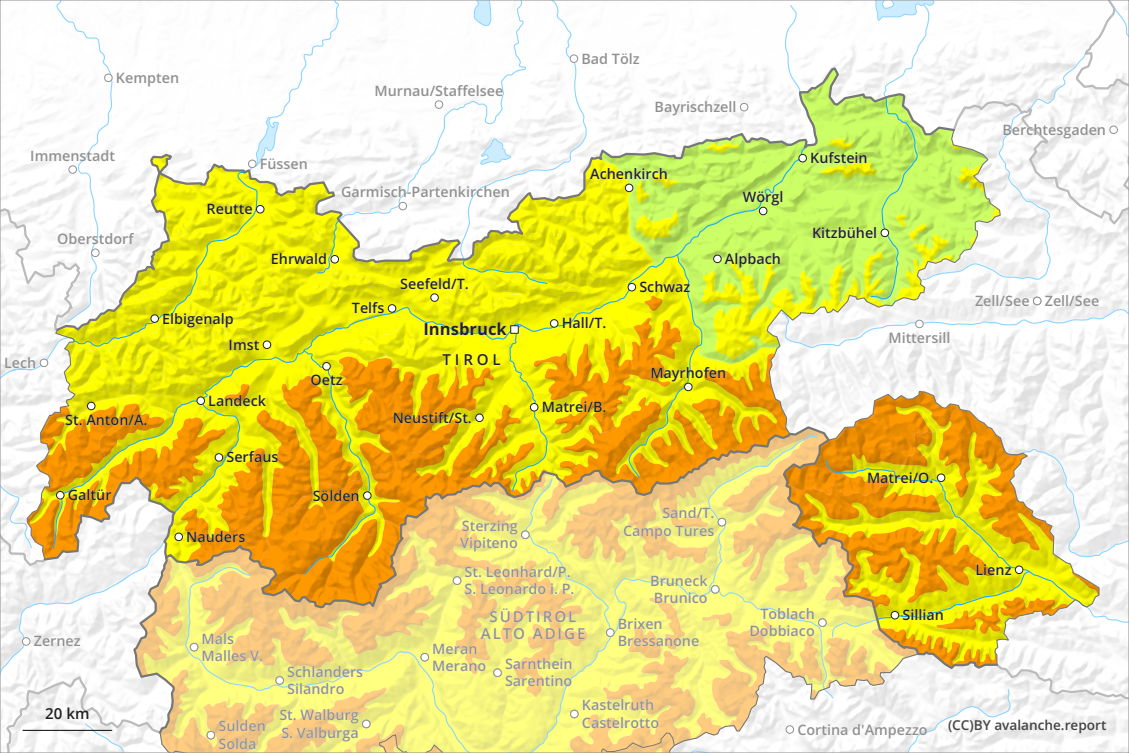 Kempten
Bad Tölz
Murnau/Staffelsee
Bayrischzell
Berchtesgaden
Immenstadt
Füssen
Kufstein
Achenkirch
Garmisch-Partenkirchen
Reutte
Wörgl
Oberstdorf
Kitzbühel
Ehrwald
Alpbach
Seefeld/T.
Schwaz
Zell/See
Zell/See
Telfs
Elbigenalp
Innsbruck
Hall/T.
Mittersill
Imst
TIROL
Lech
Oetz
Mayrhofen
Landeck
Matrei/B.
St. Anton/A.
Neustift/St.
Serfaus
Matrei/O.
Galtür
Sölden
Sand/T.
Campo Tures
Sterzing
Vipiteno
Nauders
St. Leonhard/P.
S. Leonardo i. P.
Lienz
Bruneck
Brunico
SÜDTIROL
ALTO ADIGE
Toblach
Dobbiaco
Sillian
Brixen
Bressanone
Zernez
Mals
Malles V.
Meran
Merano
Sarnthein
Sarentino
Schlanders
Silandro
Kastelruth
Castelrotto
20 km
St. Walburg
S. Valburga
Sulden
Solda
Cortina d'Ampezzo
(CC)BY avalanche.report